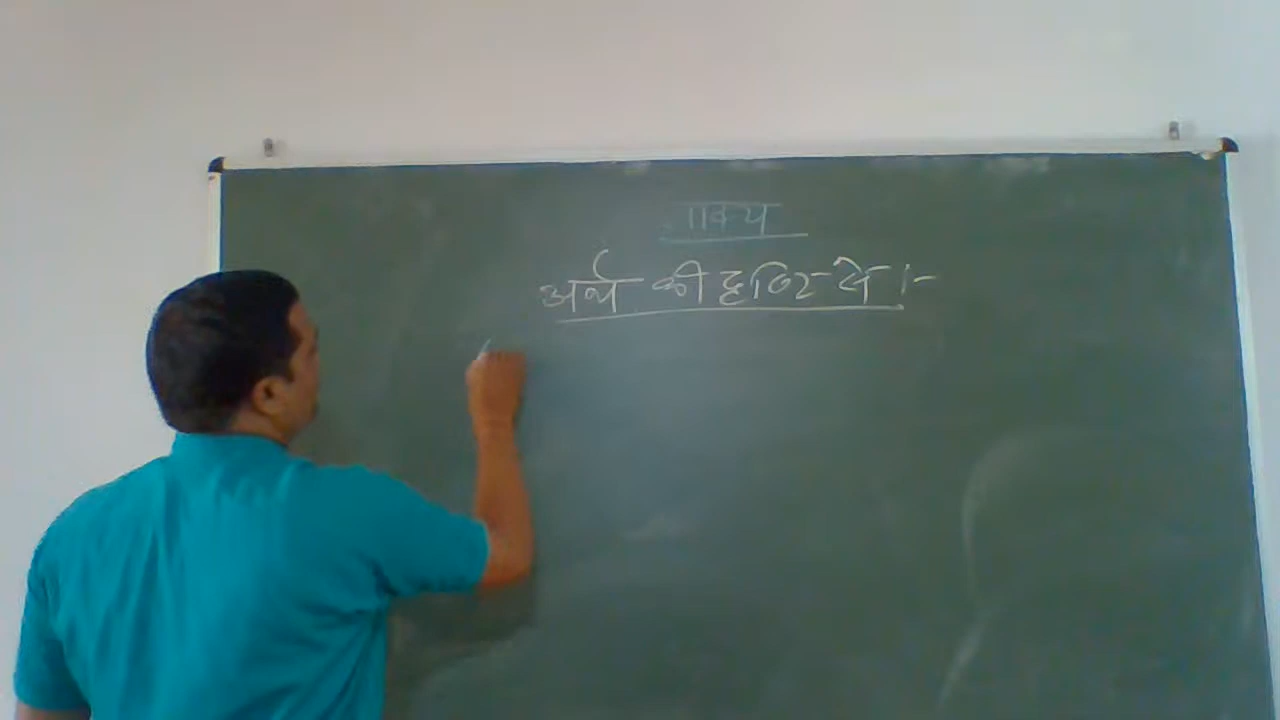 वाक्य
अर्थ की दृष्टि से :-